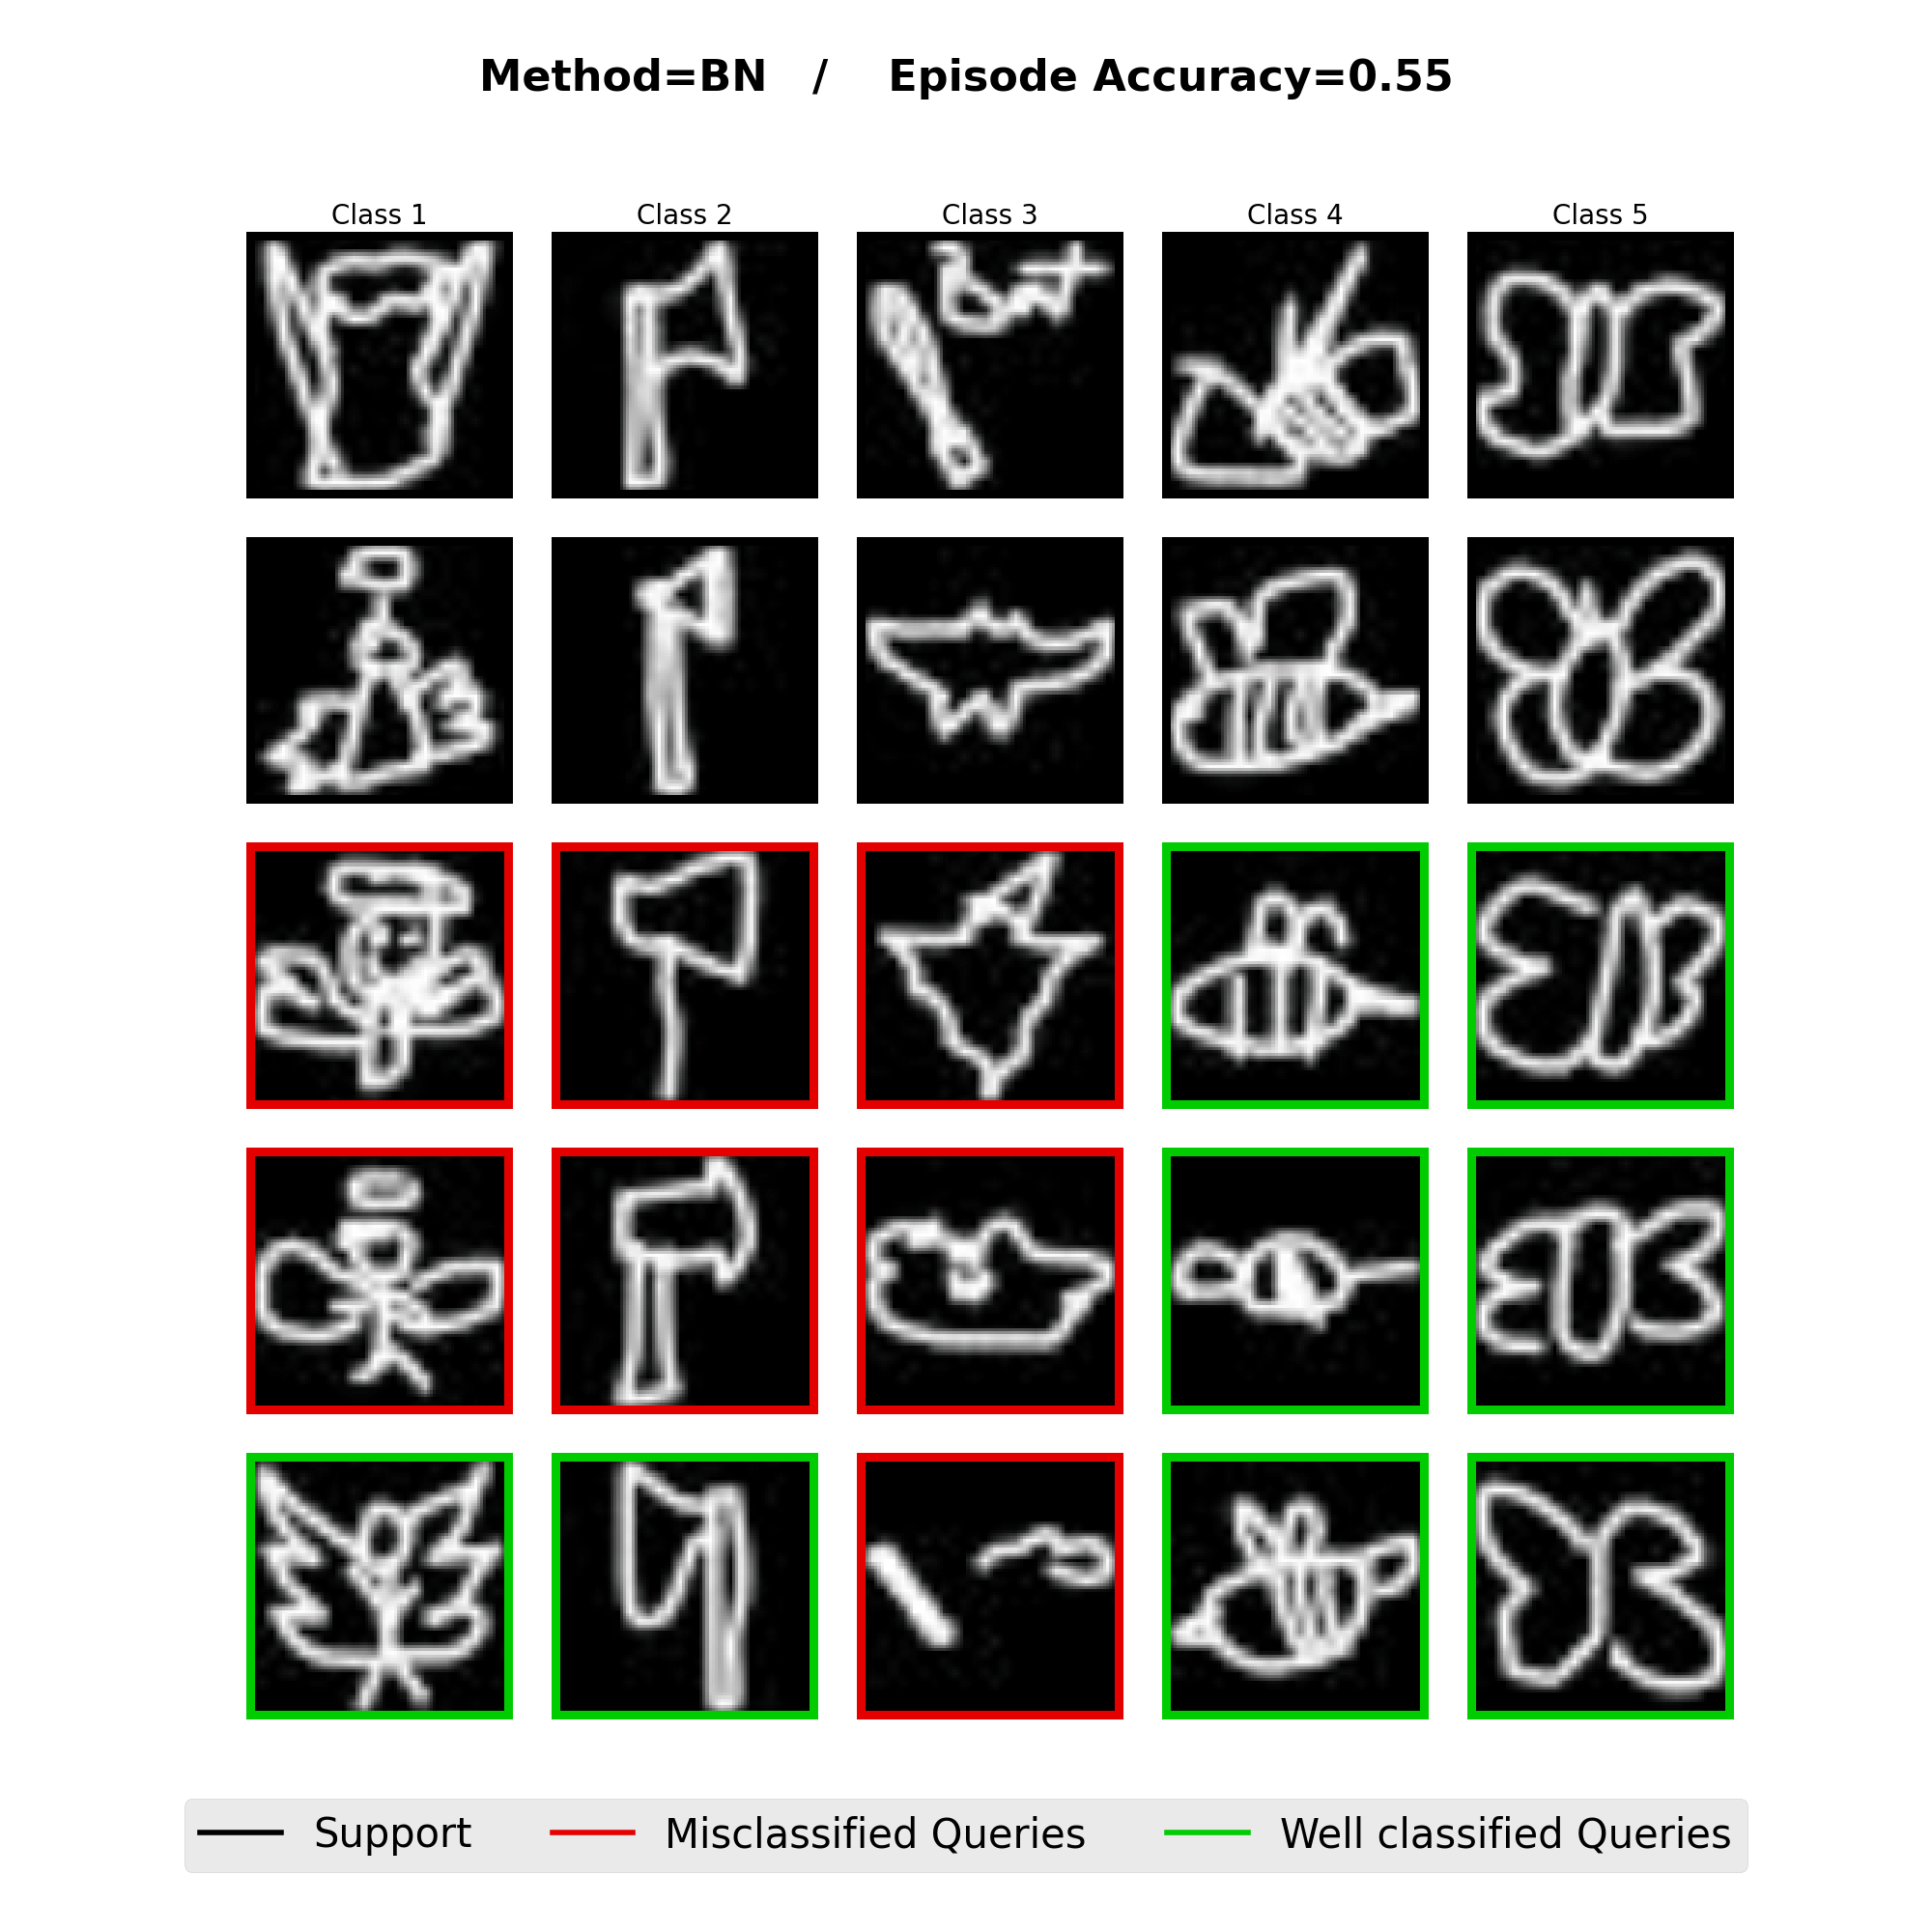 Method=BN / Episode Accuracy=0.55
Class 1 Class 2 Class 3 Class 4 Class 5
Support Misclassified Queries Well classified Queries